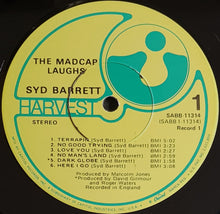 THE MADCAP
LAUGHS
SYD BARRETT
HARVEST
STEREO
1
SABB-11314
(SABB 1 11314)
Record 1
1. TERRAPIN (Syd Barrett) BMI 5:02
2. NO GOOD TRYING (Syd Barrett) BMI 3:22
3. LOVE YOU (Syd Barrett) BMI 2:27
4. NO MAN'S LAND (Syd Barrett) BMI 2:59
*5. DARK GLOBE (Syd Barrett) BMI 1:58
6. HERE I GO (Syd Barrett) BMI 3:08
Produced by Malcolm Jones
*Produced by David Gilmour
and Roger Waters
Recorded in England